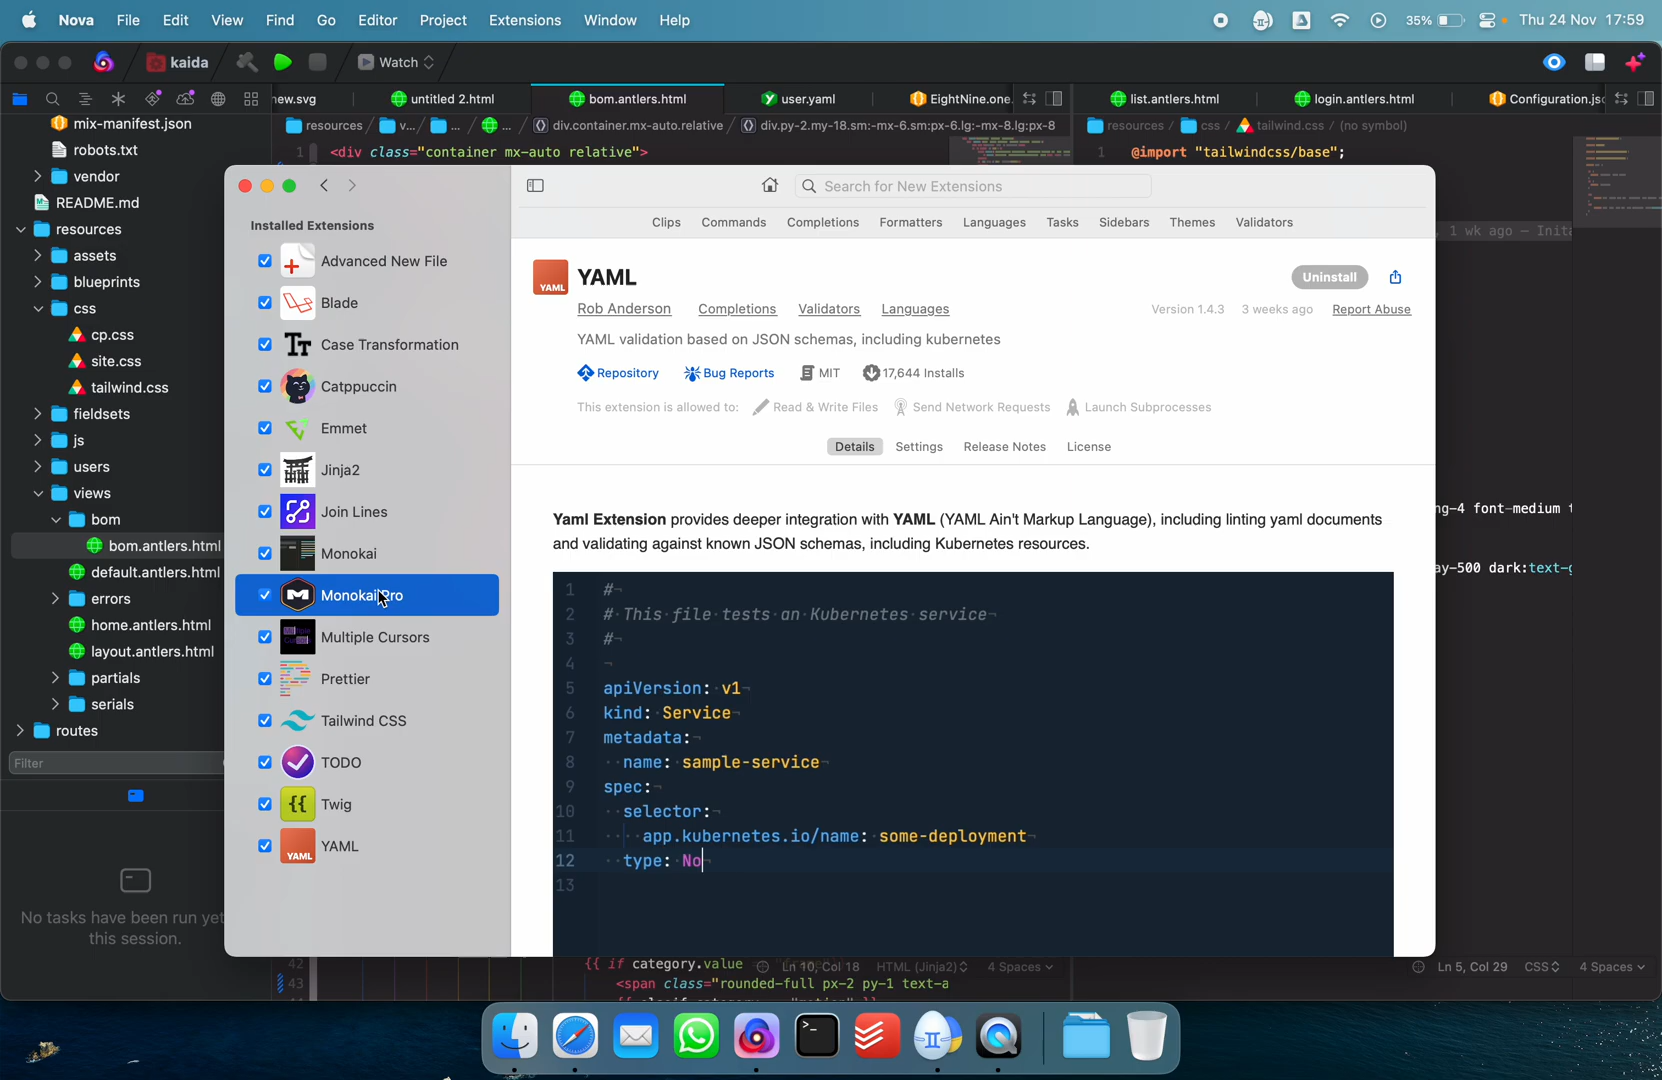 Nova File Edit View Find Go Editor Project Extensions Window Help 35% Thu 24 Nov 17:59
kaida Watch
new.svg untitled 2.html bom.antlers.html user.yaml EightNine.one list.antlers.html login.antlers.html Configuration.js
resources v... ... ... div.container.mx-auto.relative div.py-2.my-18.sm:-mx-6.sm:px-6.lg:-mx-8.lg:px-8 resources css tailwind.css (no symbol)
1 <div class="container mx-auto relative"> 1 @import "tailwindcss/base";
mix-manifest.json
robots.txt
vendor
README.md
resources
assets
blueprints
css
cp.css
site.css
tailwind.css
fieldsets
js
users
views
bom
bom.antlers.html
default.antlers.html
errors
home.antlers.html
layout.antlers.html
partials
serials
routes
Filter
No tasks have been run yet
this session.
Installed Extensions
Advanced New File
Blade
Case Transformation
Catppuccin
Emmet
Jinja2
Join Lines
Monokai
Monokai Pro
Multiple Cursors
Prettier
Tailwind CSS
TODO
Twig
YAML
YAML
Search for New Extensions
Clips Commands Completions Formatters Languages Tasks Sidebars Themes Validators
YAML
YAML Uninstall
Rob Anderson Completions Validators Languages Version 1.4.3 3 weeks ago Report Abuse
YAML validation based on JSON schemas, including kubernetes
Repository Bug Reports MIT 17,644 Installs
This extension is allowed to: Read & Write Files Send Network Requests Launch Subprocesses
Details Settings Release Notes License
Yaml Extension provides deeper integration with YAML (YAML Ain't Markup Language), including linting yaml documents
and validating against known JSON schemas, including Kubernetes resources.
1 #¬
2 #·This·file·tests·an·Kubernetes·service¬
3 #¬
4 ¬
5 apiVersion:·v1¬
6 kind:·Service¬
7 metadata:¬
8 ··name:·sample-service¬
9 spec:¬
10 ··selector:¬
11 ····app.kubernetes.io/name:·some-deployment¬
12 ··type:·No¬
13
, 1 wk ago — Inita
ng-4 font-medium t
ay-500 dark:text-g
42 {{ if category.value
43 <span class="rounded-full px-2 py-1 text-a
Ln 10, Col 18 HTML (Jinja2) 4 Spaces Ln 5, Col 29 CSS 4 Spaces